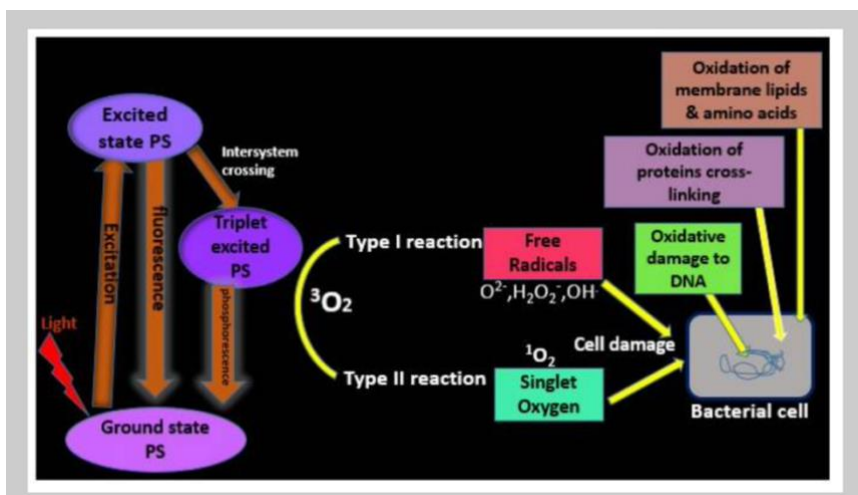 Excited
state PS
Intersystem
crossing
Triplet
excited
PS
Excitation
fluorescence
phosphorescence
Light
Ground state
PS
³O₂
Type I reaction
Type II reaction
Free
Radicals
O²⁻,H₂O₂⁻,OH·
¹O₂
Singlet
Oxygen
Cell damage
Oxidation of
membrane lipids
& amino acids
Oxidation of
proteins cross-
linking
Oxidative
damage to
DNA
Bacterial cell